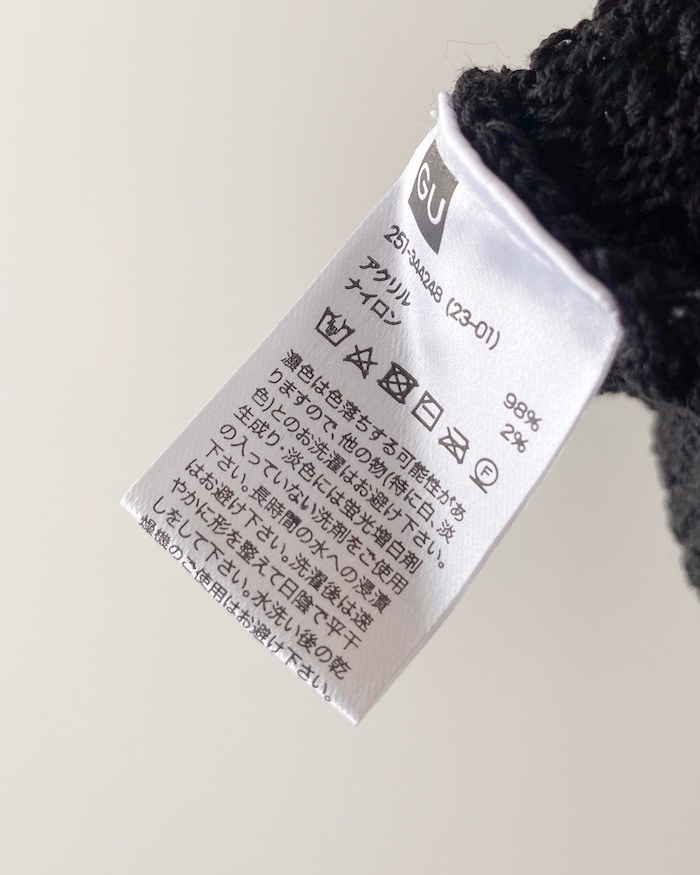 GU
251-3442A8 (23-01)
アクリル 98%
ナイロン 2%
F
濃色は色落ちする可能性があ
りますので、他の物(特に白、淡
色)とのお洗濯はお避け下さい。
生成り・淡色には蛍光増白剤
の入っていない洗剤をご使用
下さい。長時間の水への浸漬
はお避け下さい。洗濯後は速
やかに形を整えて日陰で平干
しをして下さい。水洗い後の乾
燥機のご使用はお避け下さい。